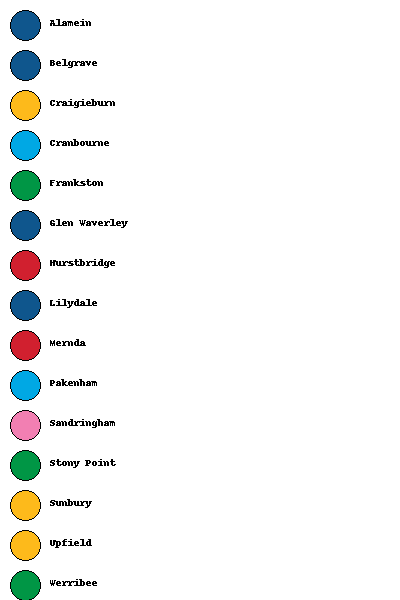 Alamein
Belgrave
Craigieburn
Cranbourne
Frankston
Glen Waverley
Hurstbridge
Lilydale
Mernda
Pakenham
Sandringham
Stony Point
Sunbury
Upfield
Werribee